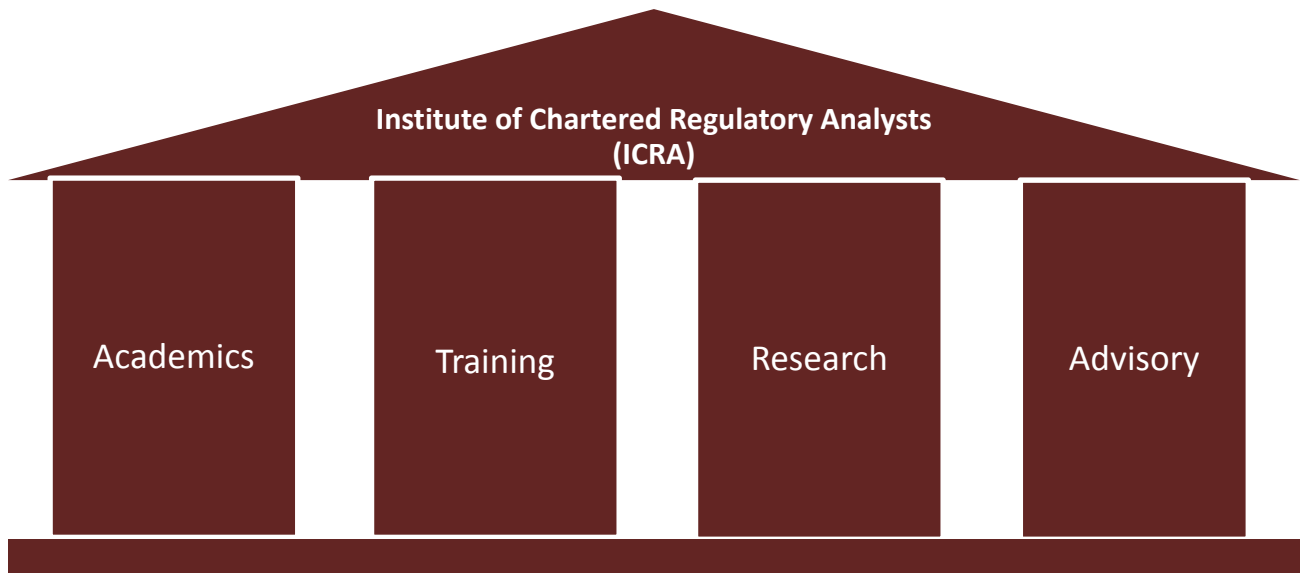 Institute of Chartered Regulatory Analysts
(ICRA)
Academics
Training
Research
Advisory